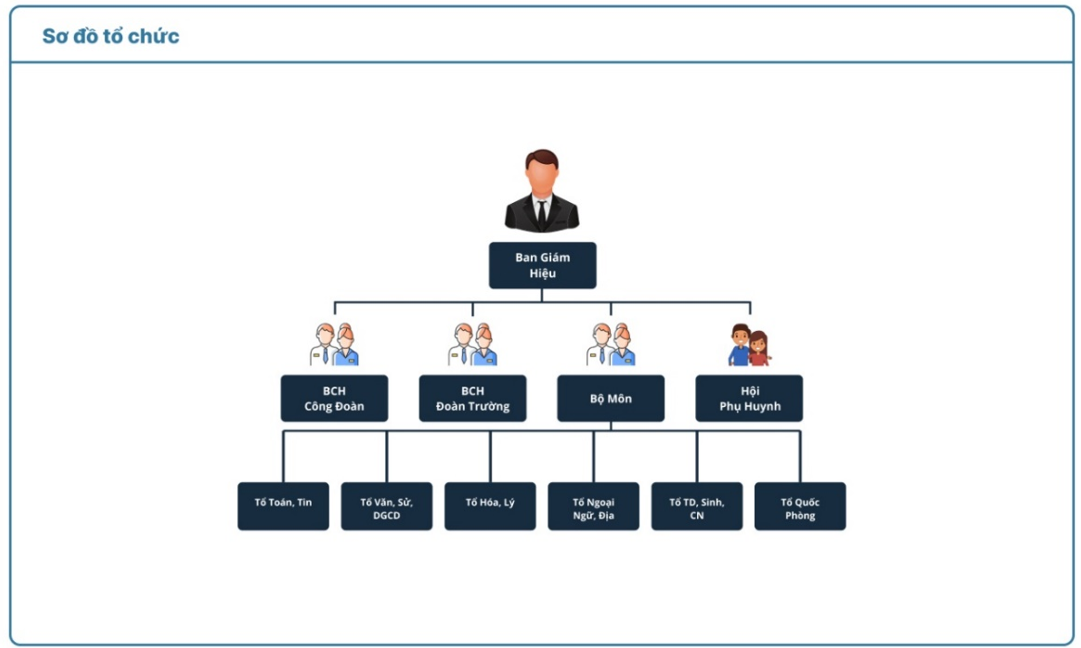 Sơ đồ tổ chức
Ban Giám
Hiệu
BCH
Công Đoàn
BCH
Đoàn Trường
Bộ Môn
Hội
Phụ Huynh
Tổ Toán, Tin
Tổ Văn, Sử,
DGCD
Tổ Hóa, Lý
Tổ Ngoại
Ngữ, Địa
Tổ TD, Sinh,
CN
Tổ Quốc
Phòng